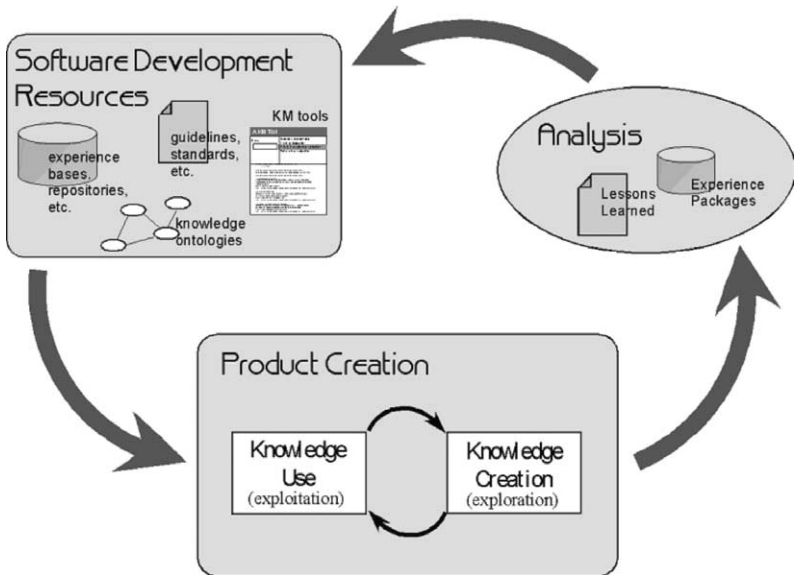 Software Development
Resources
KM tools
experience
bases,
repositories,
etc.
guidelines,
standards,
etc.
knowledge
ontologies
Analysis
Lessons
Learned
Experience
Packages
Product Creation
Knowledge
Use
(exploitation)
Knowledge
Creation
(exploration)